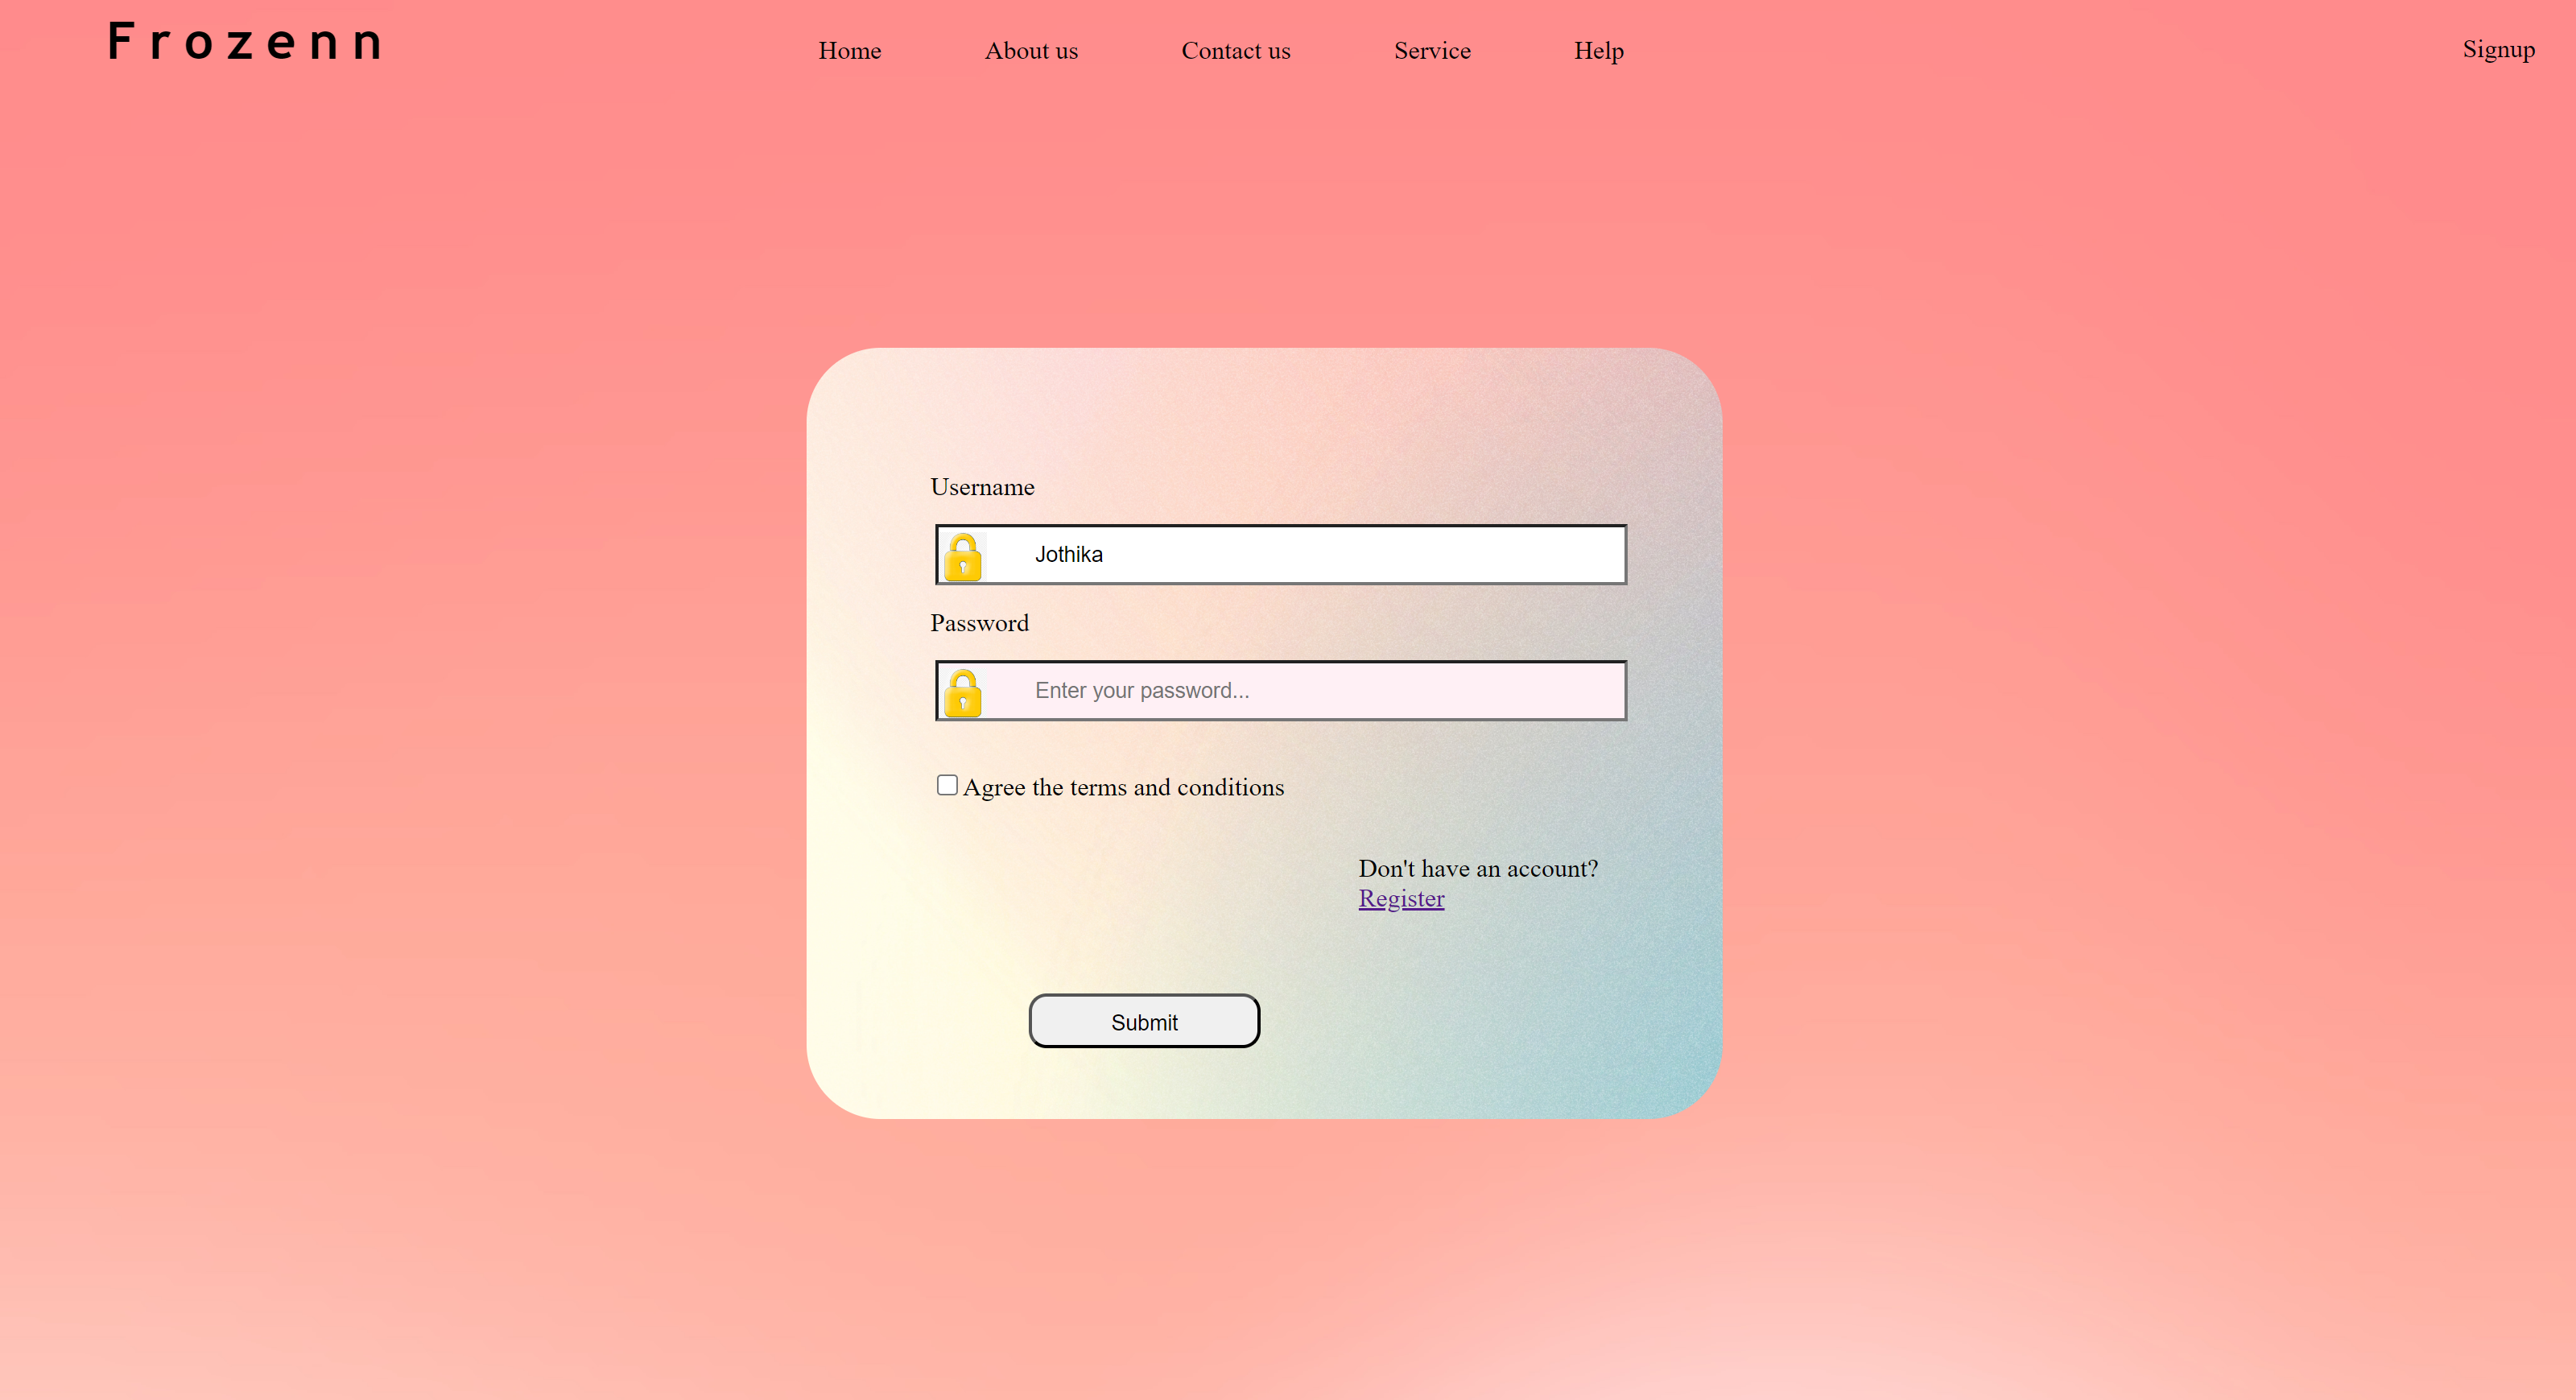 Frozenn
Home About us Contact us Service Help Signup
Username
Jothika
Password
Enter your password...
Agree the terms and conditions
Don't have an account?
Register
Submit